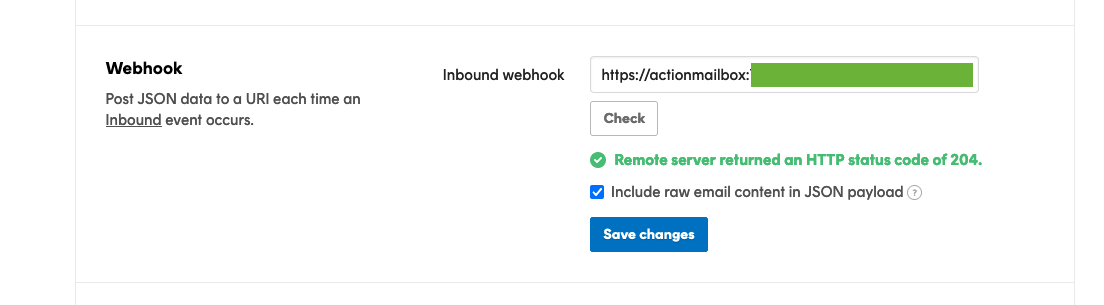 Webhook
Post JSON data to a URI each time an
Inbound event occurs.
Inbound webhook
https://actionmailbox:
Check
Remote server returned an HTTP status code of 204.
Include raw email content in JSON payload ?
Save changes